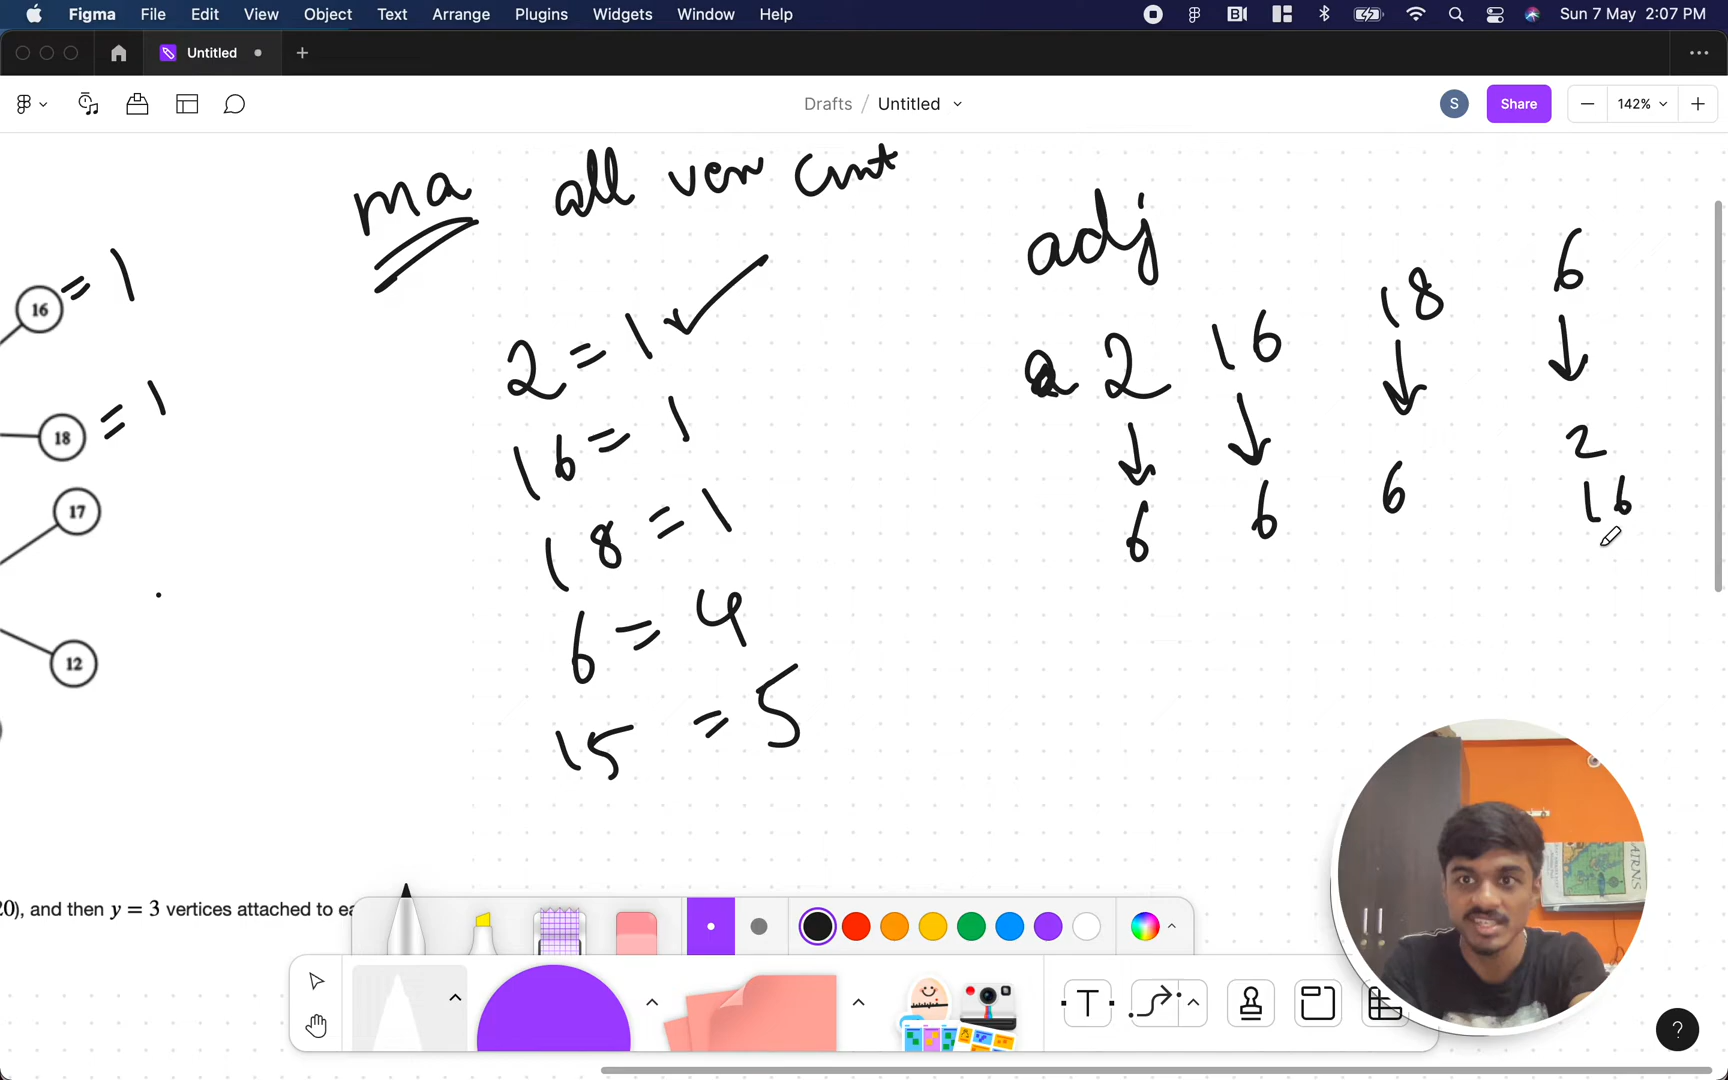 Figma File Edit View Object Text Arrange Plugins Widgets Window Help Sun 7 May 2:07 PM
Untitled
Drafts / Untitled S Share 142%
all cnt
adj
2 = 1
16 = 1
18 = 1
6 = 4
15 = 5
2 16 18 6
6 6 6 2
16
16 = 1
18 = 1
17
12
20), and then y = 3 vertices attached to ea
T
?
CAIRNS